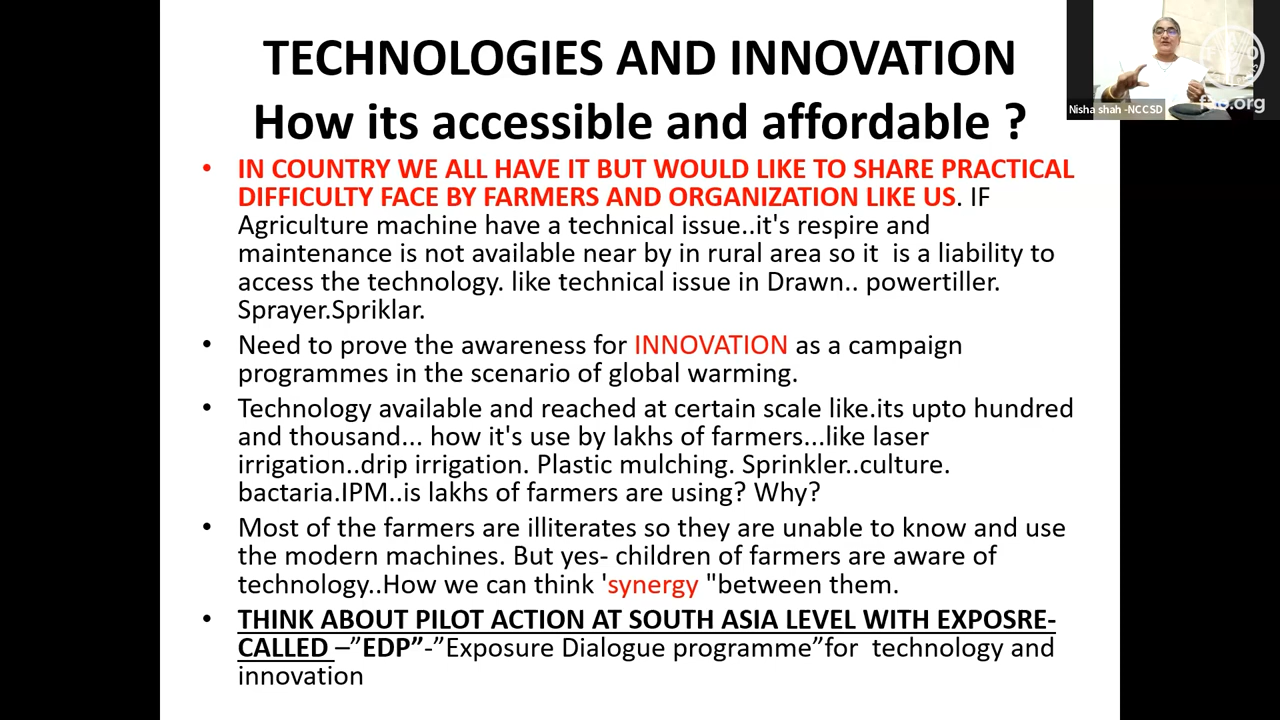 TECHNOLOGIES AND INNOVATION
How its accessible and affordable ?
• IN COUNTRY WE ALL HAVE IT BUT WOULD LIKE TO SHARE PRACTICAL
DIFFICULTY FACE BY FARMERS AND ORGANIZATION LIKE US. IF
Agriculture machine have a technical issue..it's respire and
maintenance is not available near by in rural area so it  is a liability to
access the technology. like technical issue in Drawn.. powertiller.
Sprayer.Spriklar.
• Need to prove the awareness for INNOVATION as a campaign
programmes in the scenario of global warming.
• Technology available and reached at certain scale like.its upto hundred
and thousand... how it's use by lakhs of farmers...like laser
irrigation..drip irrigation. Plastic mulching. Sprinkler..culture.
bactaria.IPM..is lakhs of farmers are using? Why?
• Most of the farmers are illiterates so they are unable to know and use
the modern machines. But yes- children of farmers are aware of
technology..How we can think 'synergy "between them.
• THINK ABOUT PILOT ACTION AT SOUTH ASIA LEVEL WITH EXPOSRE-
CALLED –”EDP”-”Exposure Dialogue programme”for  technology and
innovation
Nisha shah -NCCSD
fao.org